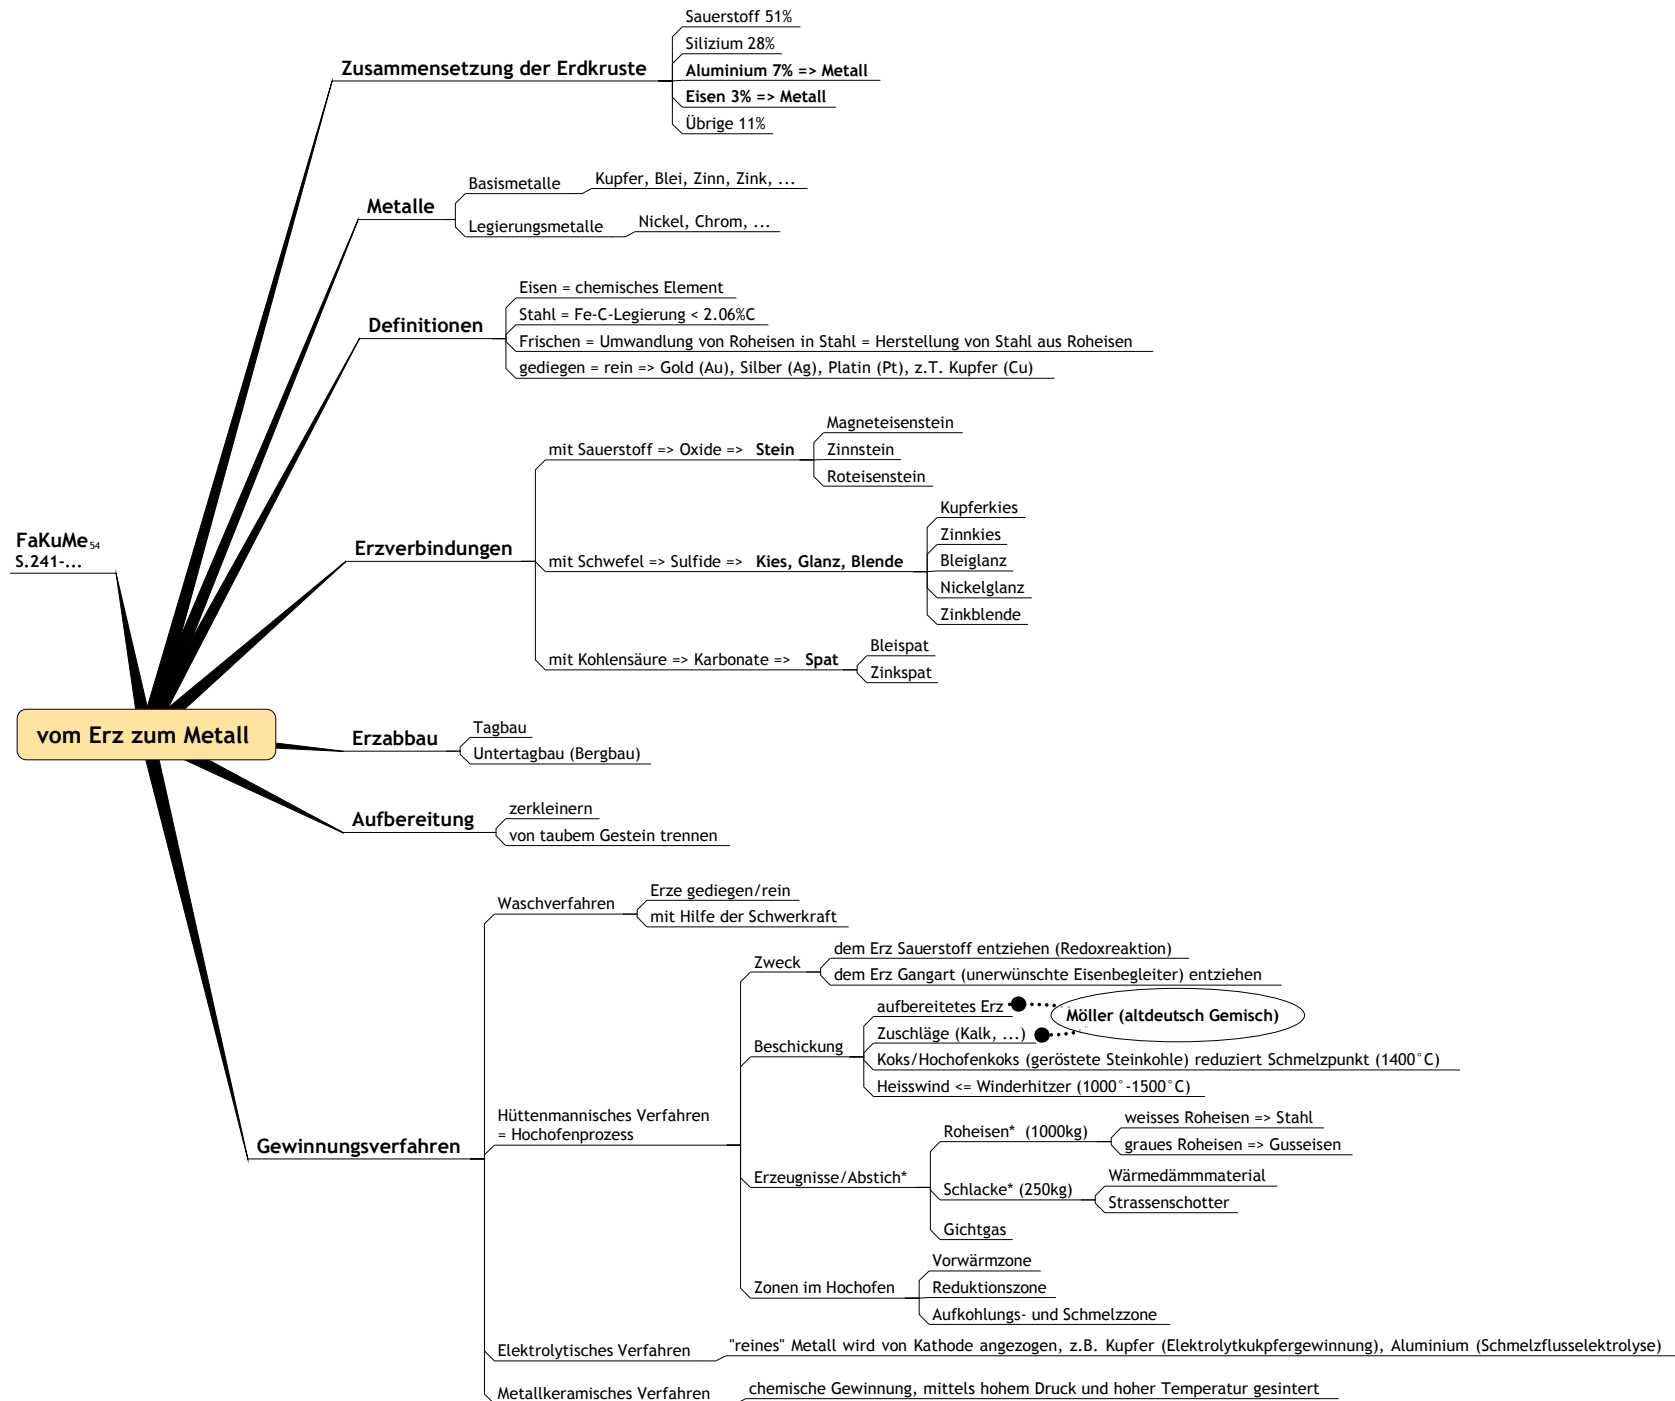 Zusammensetzung der Erdkruste
Sauerstoff 51%
Silizium 28%
Aluminium 7% => Metall
Eisen 3% => Metall
Übrige 11%
Metalle
Basismetalle
Kupfer, Blei, Zinn, Zink, ...
Legierungsmetalle
Nickel, Chrom, ...
Definitionen
Eisen = chemisches Element
Stahl = Fe-C-Legierung < 2.06%C
Frischen = Umwandlung von Roheisen in Stahl = Herstellung von Stahl aus Roheisen
gediegen = rein => Gold (Au), Silber (Ag), Platin (Pt), z.T. Kupfer (Cu)
FaKuMe54
S.241-...
Erzverbindungen
mit Sauerstoff => Oxide => Stein
Magneteisenstein
Zinnstein
Roteisenstein
mit Schwefel => Sulfide => Kies, Glanz, Blende
Kupferkies
Zinnkies
Bleiglanz
Nickelglanz
Zinkblende
mit Kohlensäure => Karbonate => Spat
Bleispat
Zinkspat
vom Erz zum Metall
Erzabbau
Tagbau
Untertagbau (Bergbau)
Aufbereitung
zerkleinern
von taubem Gestein trennen
Gewinnungsverfahren
Waschverfahren
Erze gediegen/rein
mit Hilfe der Schwerkraft
Hüttenmannisches Verfahren
= Hochofenprozess
Zweck
dem Erz Sauerstoff entziehen (Redoxreaktion)
dem Erz Gangart (unerwünschte Eisenbegleiter) entziehen
Beschickung
aufbereitetes Erz
Zuschläge (Kalk, ...)
Möller (altdeutsch Gemisch)
Koks/Hochofenkoks (geröstete Steinkohle) reduziert Schmelzpunkt (1400°C)
Heisswind <= Winderhitzer (1000°-1500°C)
Erzeugnisse/Abstich*
Roheisen* (1000kg)
weisses Roheisen => Stahl
graues Roheisen => Gusseisen
Schlacke* (250kg)
Wärmedämmmaterial
Strassenschotter
Gichtgas
Zonen im Hochofen
Vorwärmzone
Reduktionszone
Aufkohlungs- und Schmelzzone
Elektrolytisches Verfahren
"reines" Metall wird von Kathode angezogen, z.B. Kupfer (Elektrolytkukpfergewinnung), Aluminium (Schmelzflusselektrolyse)
Metallkeramisches Verfahren
chemische Gewinnung, mittels hohem Druck und hoher Temperatur gesintert